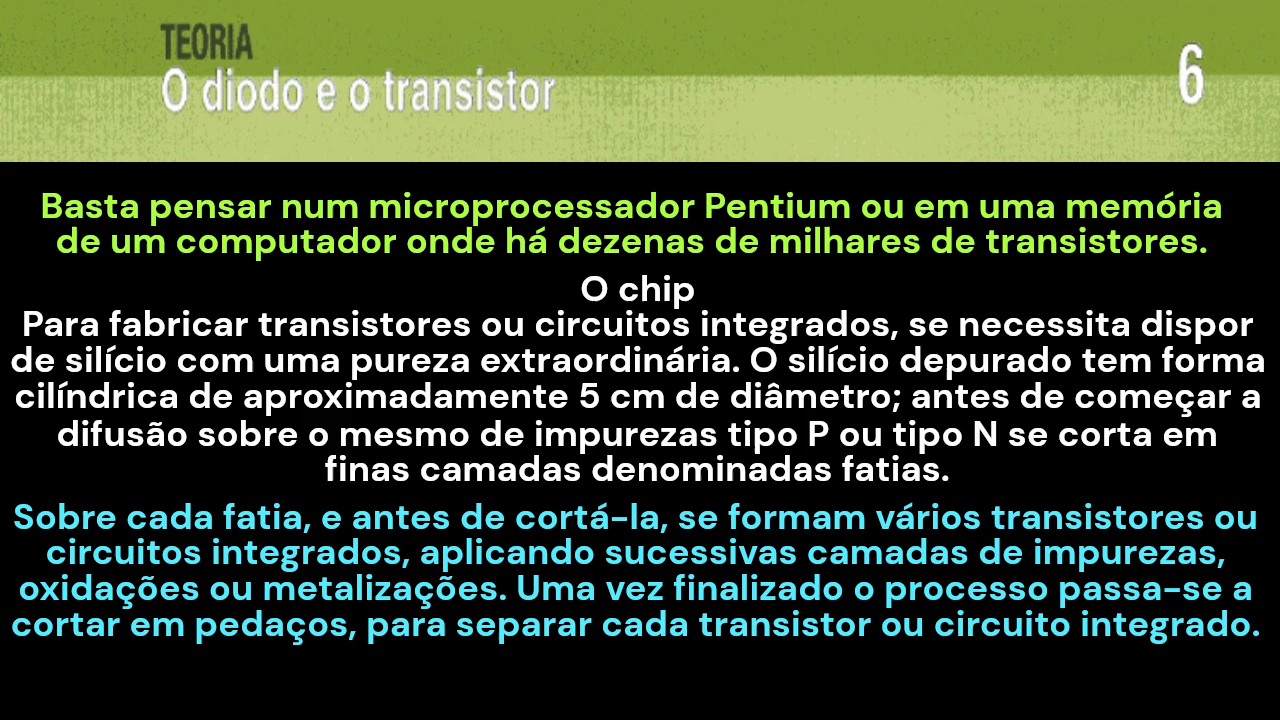 TEORIA
O diodo e o transistor
6
Basta pensar num microprocessador Pentium ou em uma memória
de um computador onde há dezenas de milhares de transistores.
O chip
Para fabricar transistores ou circuitos integrados, se necessita dispor
de silício com uma pureza extraordinária. O silício depurado tem forma
cilíndrica de aproximadamente 5 cm de diâmetro; antes de começar a
difusão sobre o mesmo de impurezas tipo P ou tipo N se corta em
finas camadas denominadas fatias.
Sobre cada fatia, e antes de cortá-la, se formam vários transistores ou
circuitos integrados, aplicando sucessivas camadas de impurezas,
oxidações ou metalizações. Uma vez finalizado o processo passa-se a
cortar em pedaços, para separar cada transistor ou circuito integrado.